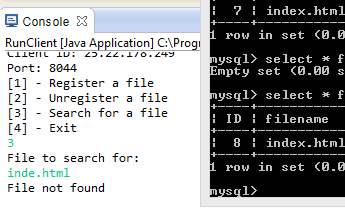 Console
RunClient [Java Application] C:\Progr
Client ID: 25.22.178.249
Port: 8044
[1] - Register a file
[2] - Unregister a file
[3] - Search for a file
[4] - Exit
3
File to search for:
inde.html
File not found
| 7 | index.html
1 row in set (0.0
mysql> select * f
Empty set (0.00 s
mysql> select * f
| ID | filename
| 8 | index.html
1 row in set (0.0
mysql>